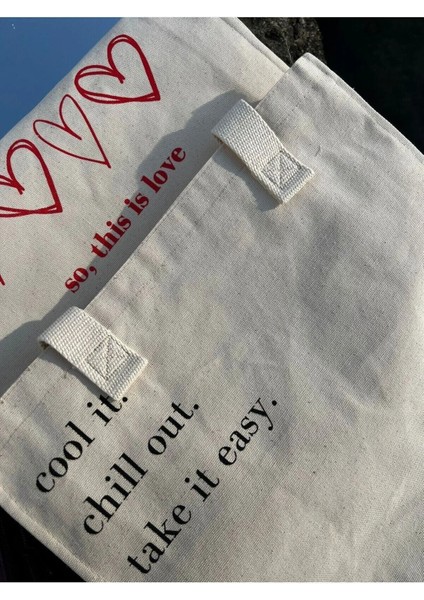 so, this is love
cool it.
chill out.
take it easy.